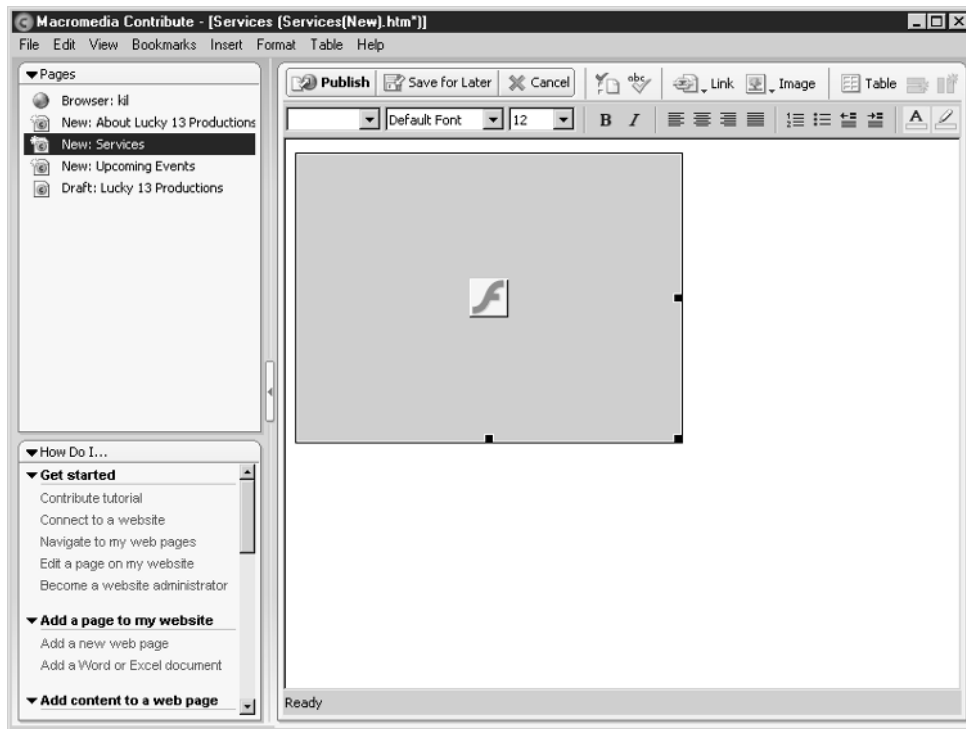 Macromedia Contribute - [Services (Services(New).htm*)]
File Edit View Bookmarks Insert Format Table Help
Pages
Browser: kil
New: About Lucky 13 Productions
New: Services
New: Upcoming Events
Draft: Lucky 13 Productions
Publish Save for Later Cancel abc Link Image Table
Default Font 12 B I A
How Do I...
Get started
Contribute tutorial
Connect to a website
Navigate to my web pages
Edit a page on my website
Become a website administrator
Add a page to my website
Add a new web page
Add a Word or Excel document
Add content to a web page
Ready